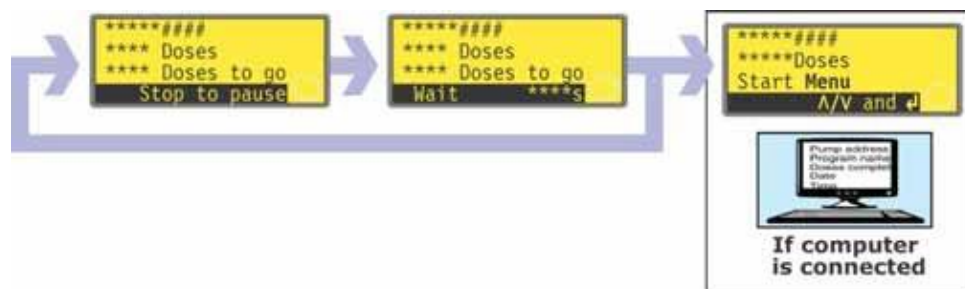 *****####
**** Doses
**** Doses to go
Stop to pause
*****####
**** Doses
**** Doses to go
Wait ****s
*****####
*****Doses
Start Menu
Λ/V and ↲
Pump address
Program name
Doses complet
Date
Time
If computer
is connected